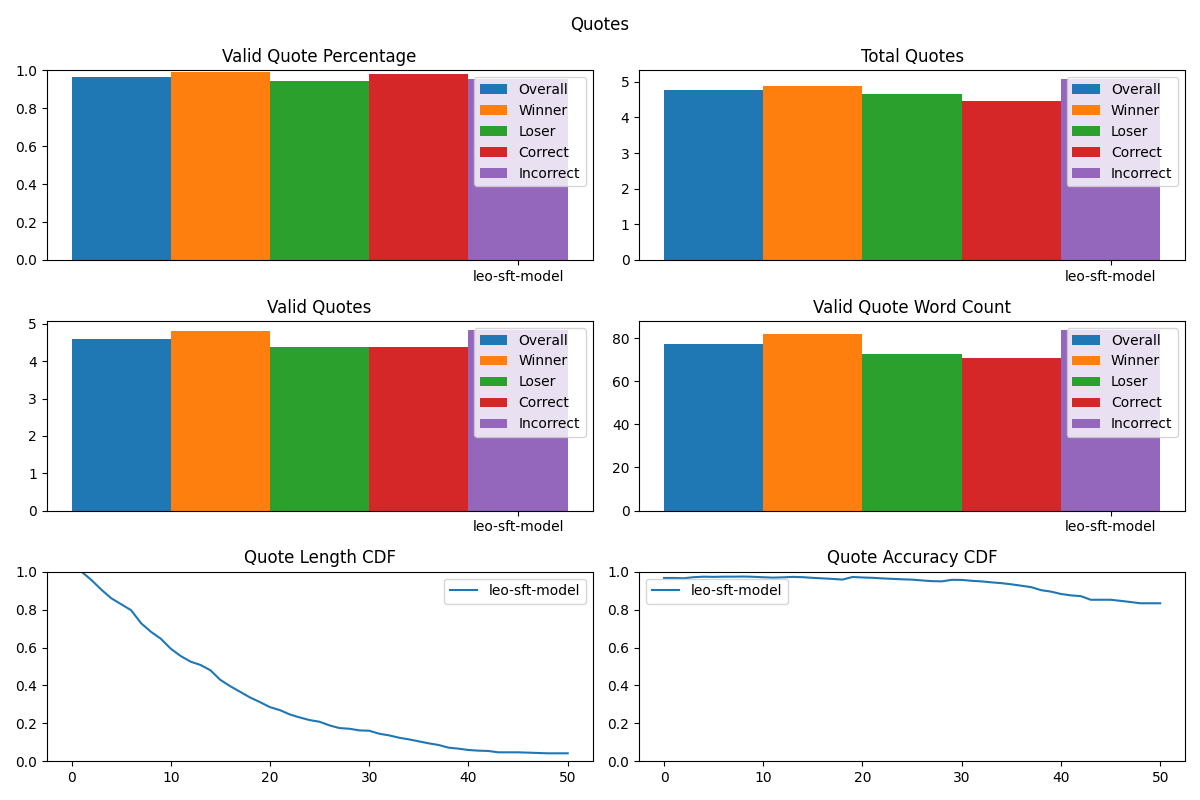 Quotes
Valid Quote Percentage
1.0
0.8
0.6
0.4
0.2
0.0
Overall
Winner
Loser
Correct
Incorrect
leo-sft-model
Total Quotes
5
4
3
2
1
0
Overall
Winner
Loser
Correct
Incorrect
leo-sft-model
Valid Quotes
5
4
3
2
1
0
Overall
Winner
Loser
Correct
Incorrect
leo-sft-model
Valid Quote Word Count
80
60
40
20
0
Overall
Winner
Loser
Correct
Incorrect
leo-sft-model
Quote Length CDF
1.0
0.8
0.6
0.4
0.2
0.0
leo-sft-model
0 10 20 30 40 50
Quote Accuracy CDF
1.0
0.8
0.6
0.4
0.2
0.0
leo-sft-model
0 10 20 30 40 50